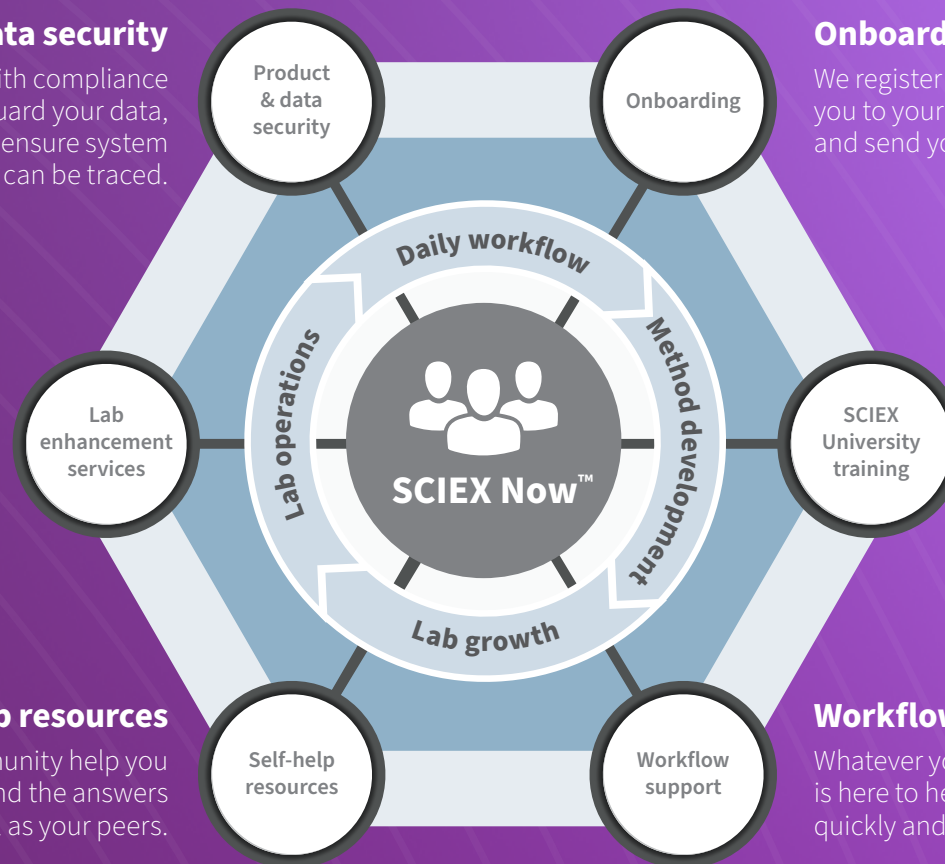 ata security
ith compliance
uard your data,
ensure system
can be traced.
Product
& data
security
Onboarding
Onboard
We register
you to your
and send yo
Daily workflow
Method development
Lab growth
Lab operations
SCIEX Now™
Lab
enhancement
services
SCIEX
University
training
p resources
unity help you
nd the answers
as your peers.
Self-help
resources
Workflow
support
Workflow
Whatever yo
is here to he
quickly and